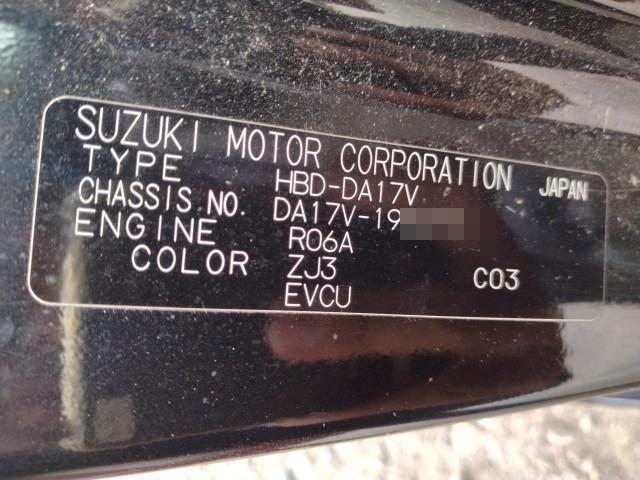 SUZUKI MOTOR CORPORATION JAPAN
TYPE HBD-DA17V
CHASSIS NO. DA17V-19
ENGINE R06A
COLOR ZJ3 C03
EVCU